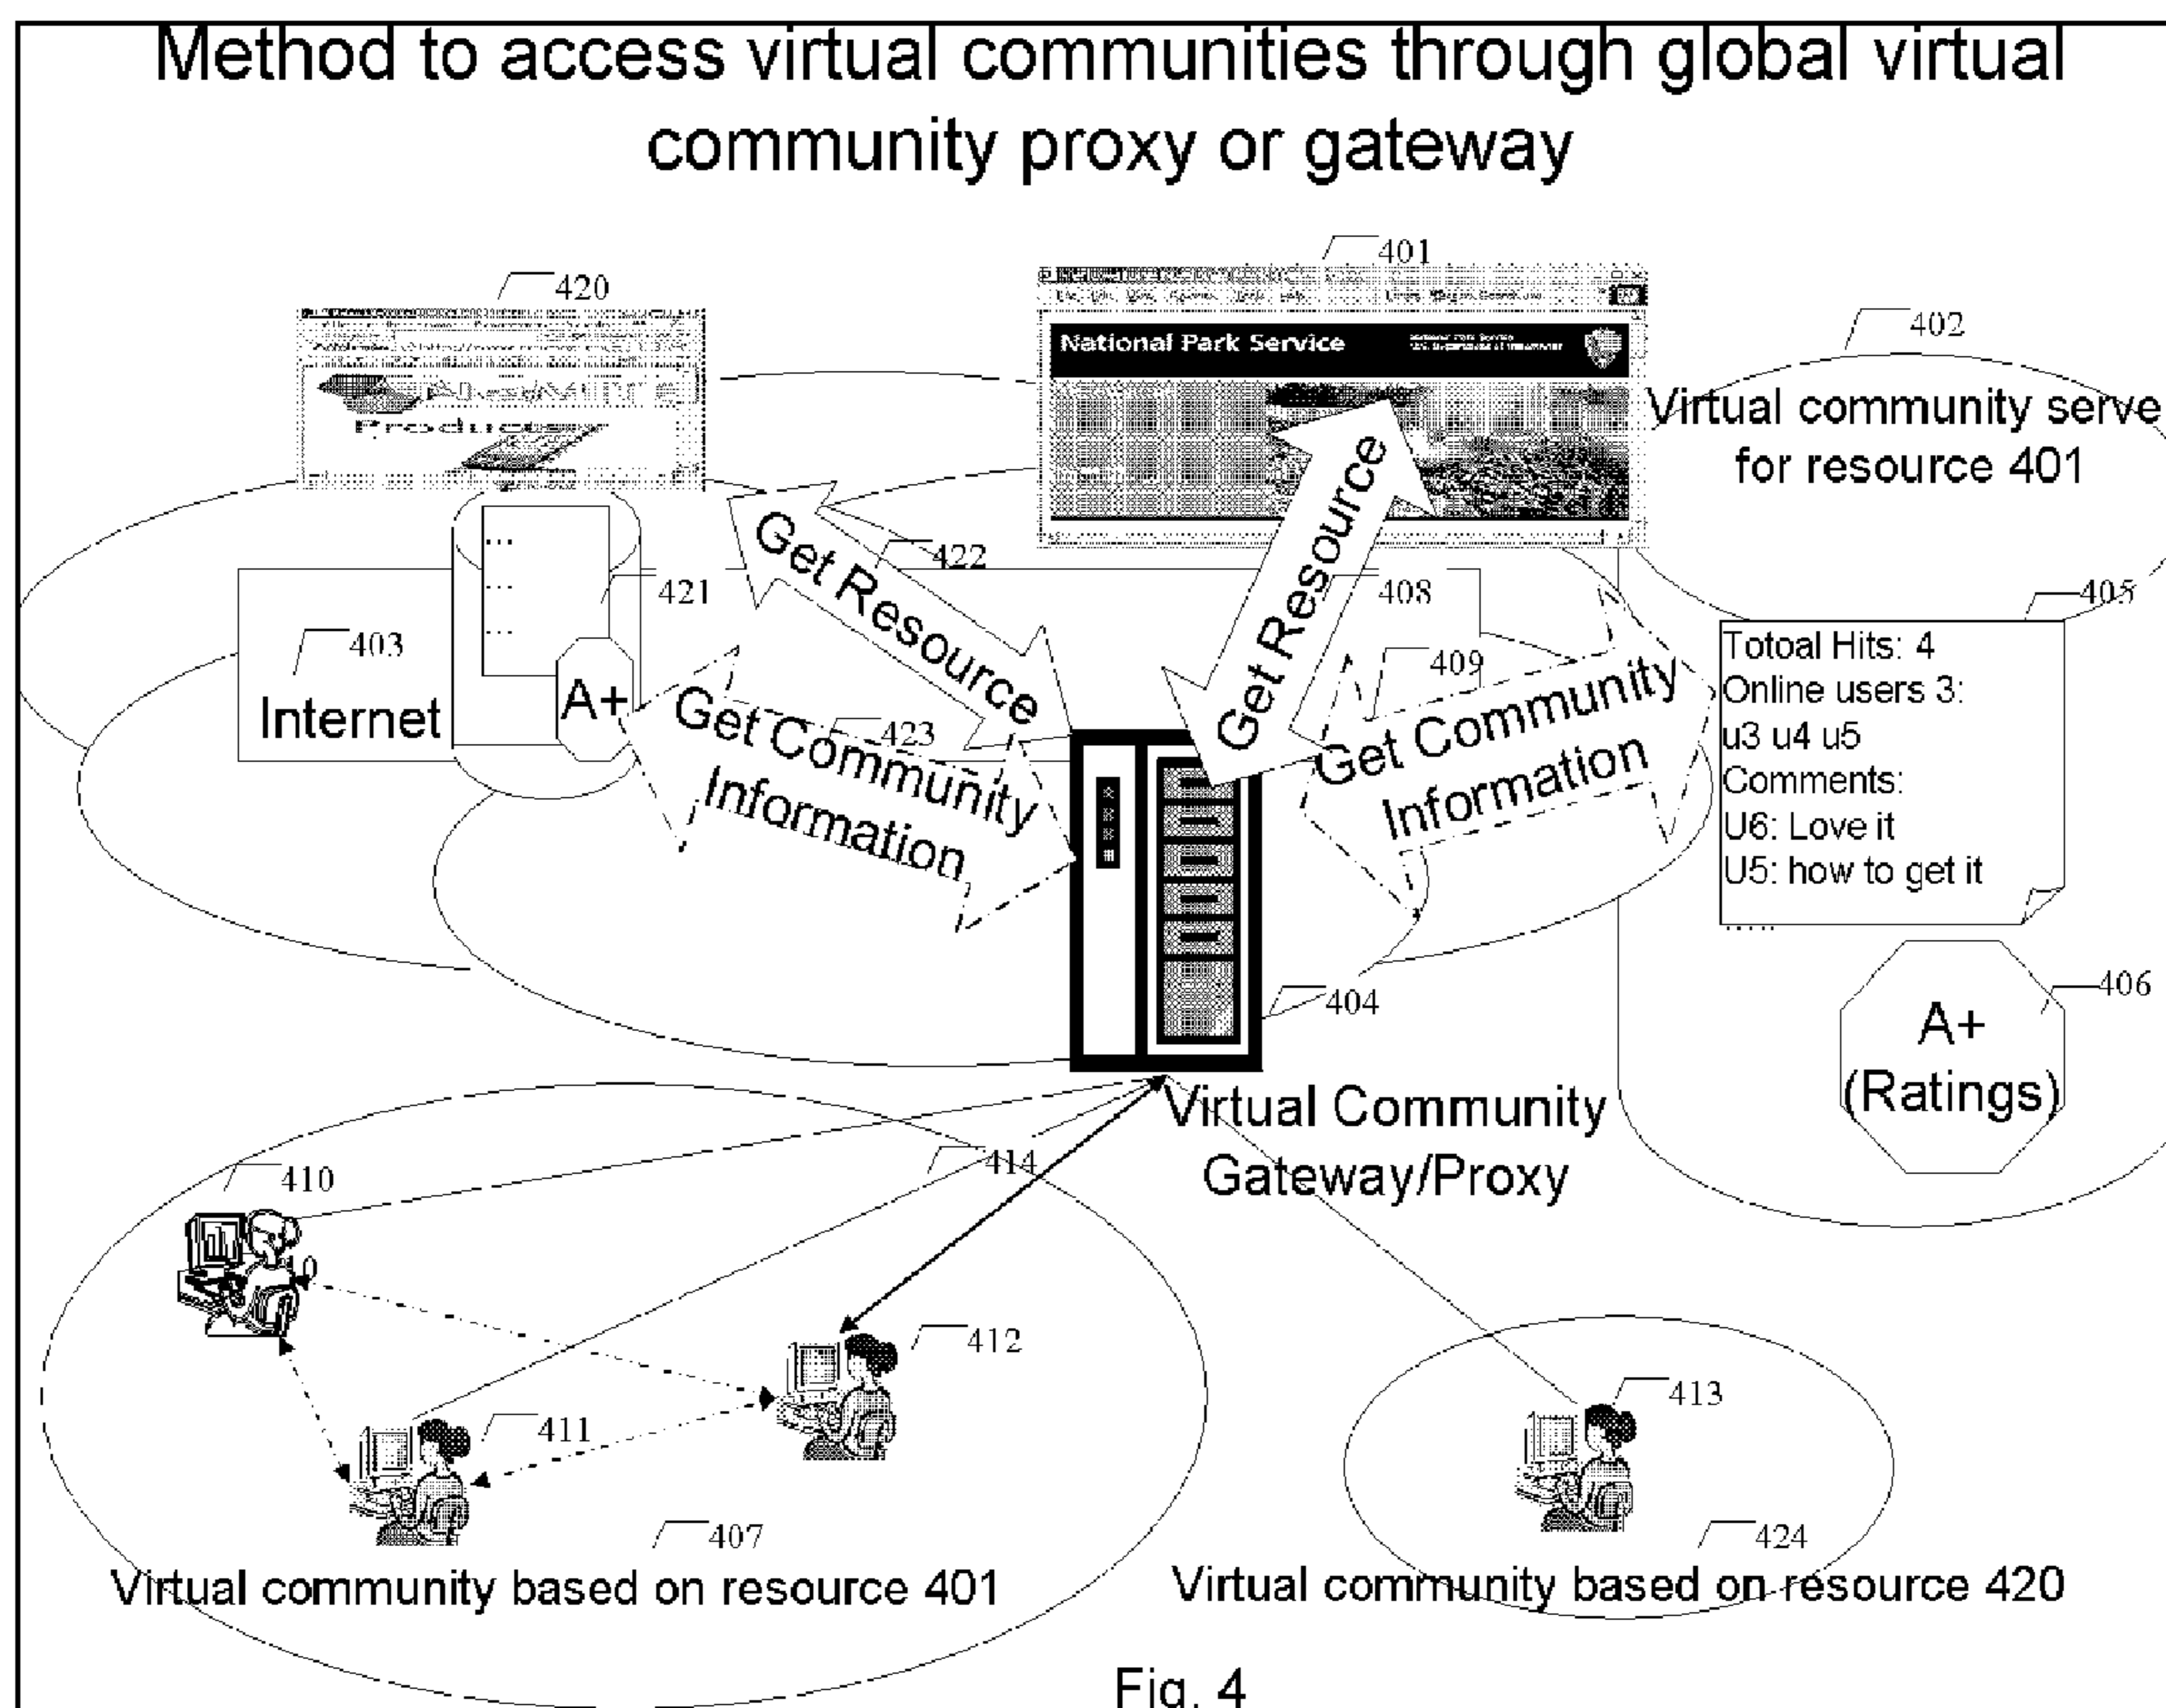 Method to access virtual communities through global virtual
community proxy or gateway
401
420
402
National Park Service
Virtual community serve
for resource 401
Get Resource
Get Resource
...
...
...
422
421
408
405
403
Internet
A+
409
Totoal Hits: 4
Online users 3:
u3 u4 u5
Comments:
U6: Love it
U5: how to get it
.....
423
Get Community
Information
Get Community
Information
404
406
A+
(Ratings)
Virtual Community
Gateway/Proxy
414
410
412
413
411
407
424
Virtual community based on resource 401
Virtual community based on resource 420
Fig. 4